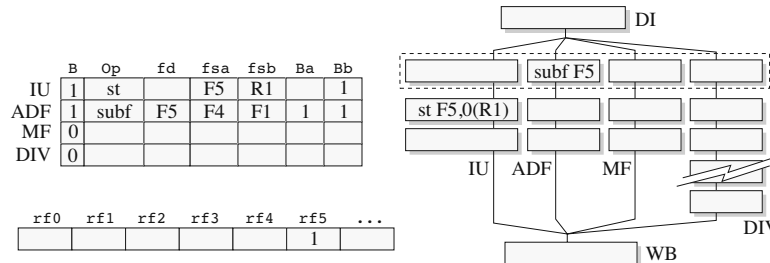 B Op fd fsa fsb Ba Bb
IU 1 st F5 R1 1
ADF 1 subf F5 F4 F1 1 1
MF 0
DIV 0
rf0 rf1 rf2 rf3 rf4 rf5 ...
1
DI
subf F5
st F5,0(R1)
IU ADF MF
DIV
WB